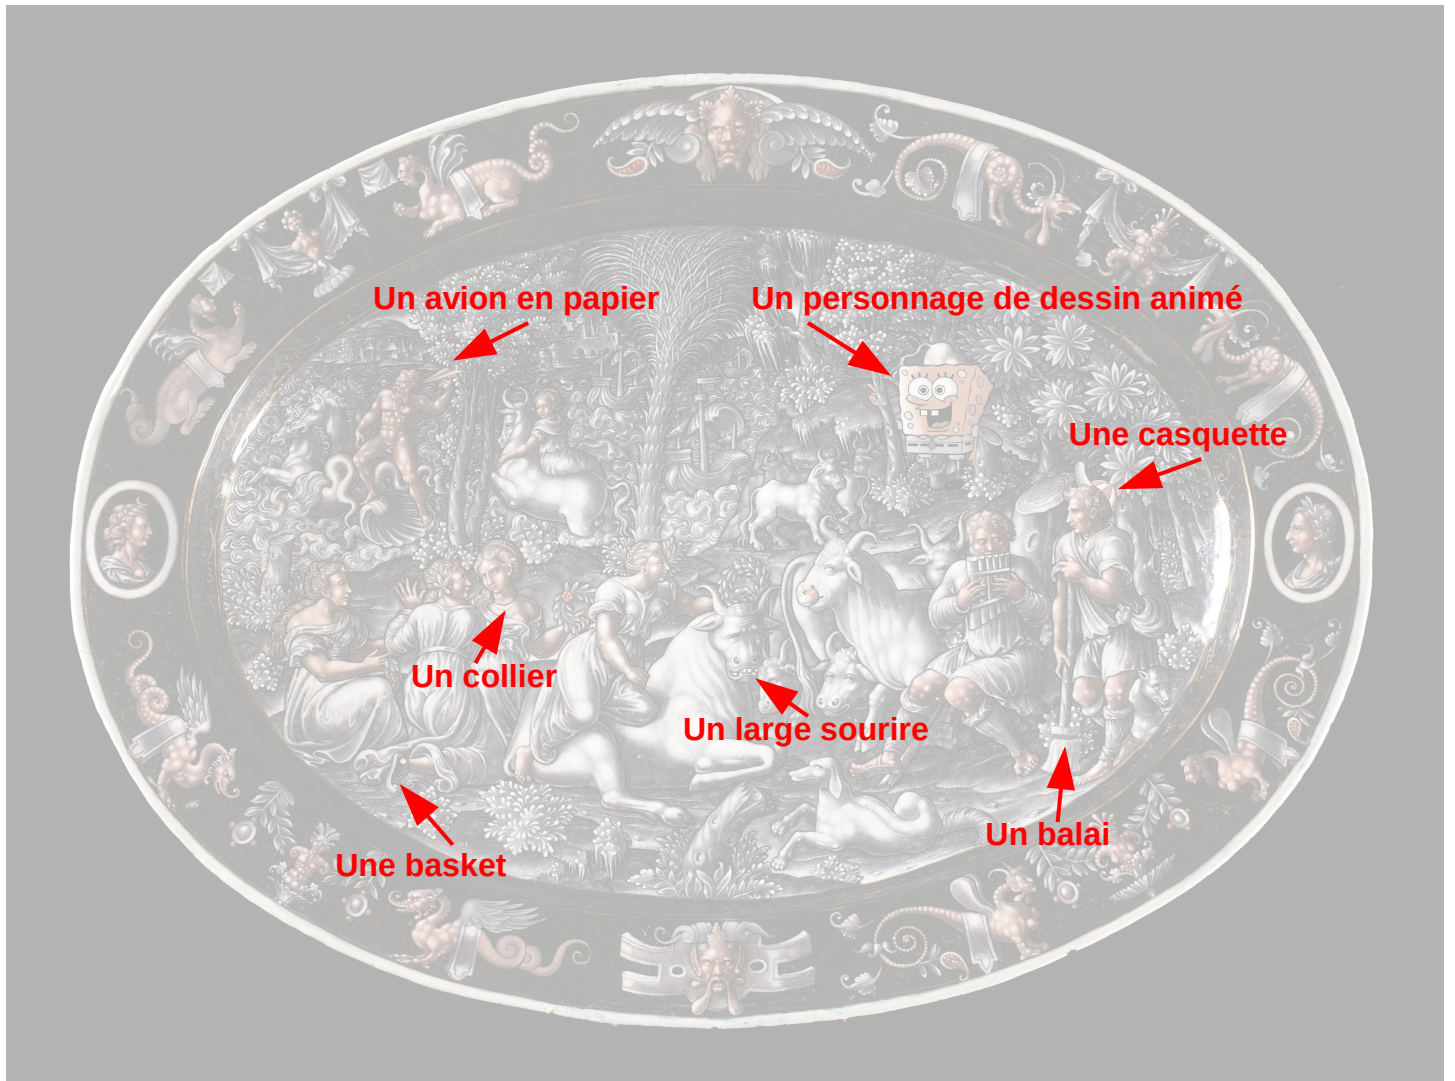 Un avion en papier
Un personnage de dessin animé
Une casquette
Un collier
Un large sourire
Un balai
Une basket